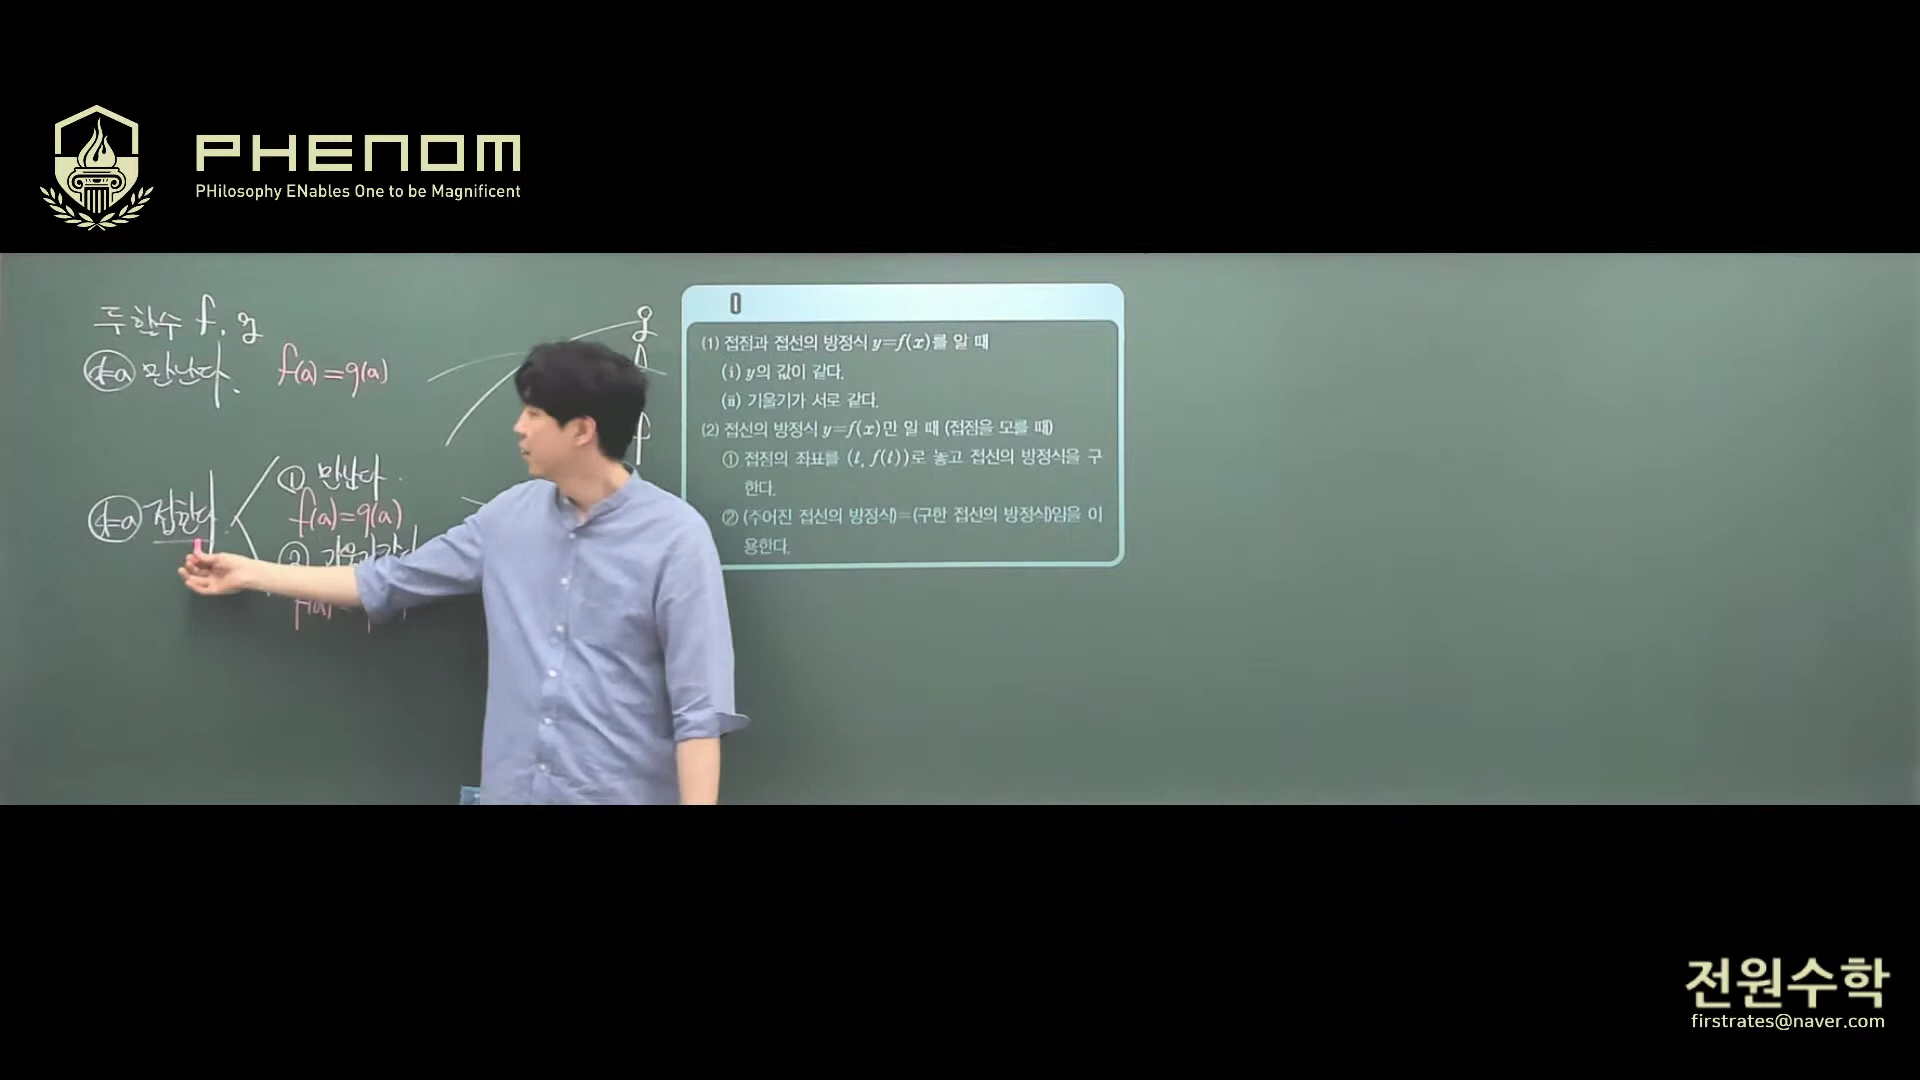 PHENOM
PHilosophy ENables One to be Magnificent
두 함수 f, g
x=a 만난다. f(a)=g(a)
g
f
x=a 접한다
① 만난다.
f(a)=g(a)
②
(1) 접점과 접선의 방정식 y=f(x)를 알 때
(i) y의 값이 같다.
(ii) 기울기가 서로 같다.
(2) 접선의 방정식 y=f(x)만 알 때 (접점을 모를 때)
① 접점의 좌표를 (t, f(t))로 놓고 접선의 방정식을 구
한다.
② (주어진 접선의 방정식)=(구한 접선의 방정식)임을 이
용한다.
전원수학
firstrates@naver.com